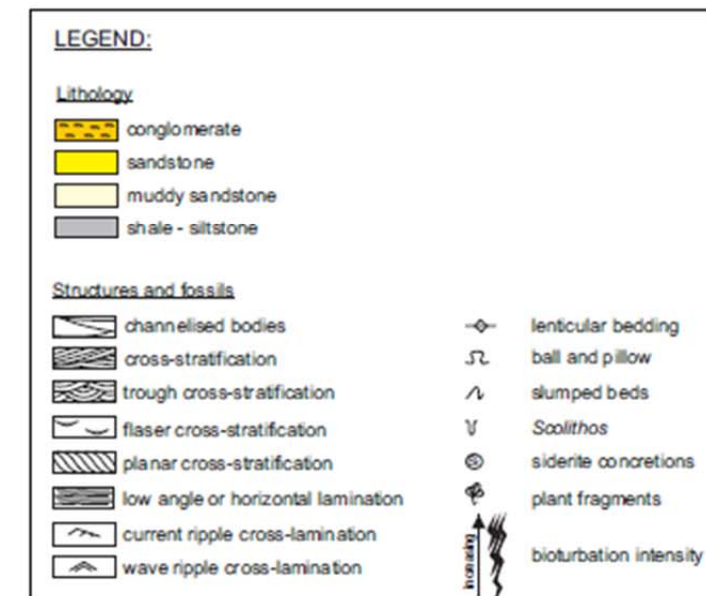 LEGEND:
Lithology
conglomerate
sandstone
muddy sandstone
shale - siltstone
Structures and fossils
channelised bodies
cross-stratification
trough cross-stratification
flaser cross-stratification
planar cross-stratification
low angle or horizontal lamination
current ripple cross-lamination
wave ripple cross-lamination
lenticular bedding
ball and pillow
slumped beds
Scolithos
siderite concretions
plant fragments
increasing
bioturbation intensity